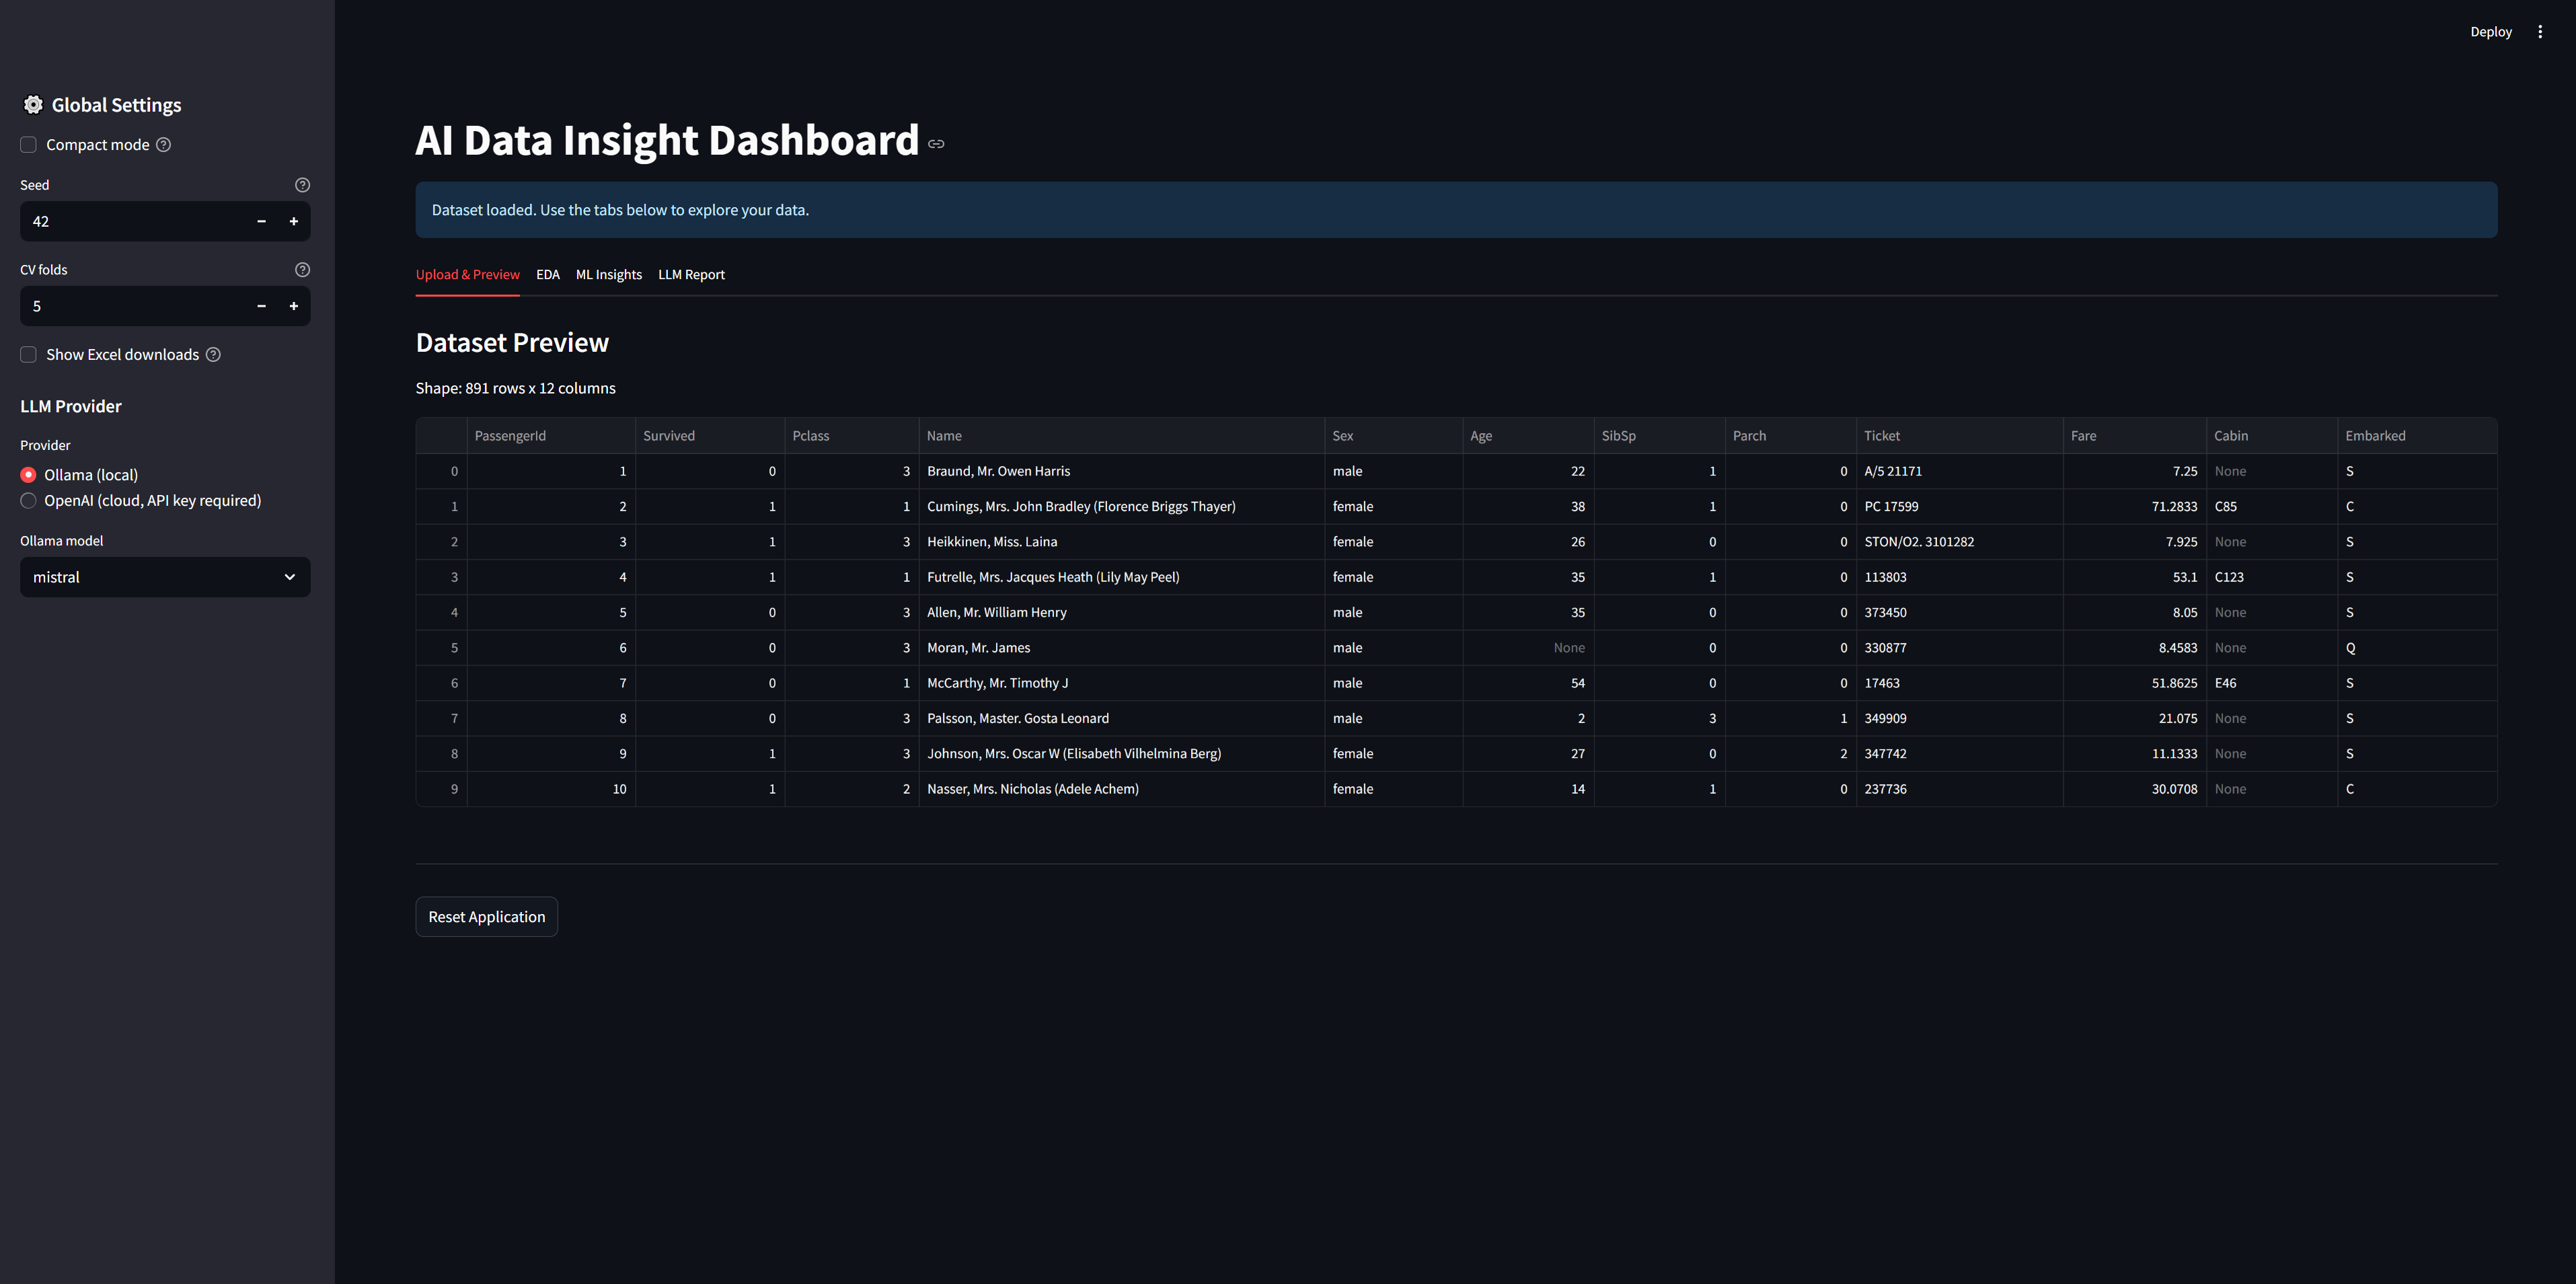 Deploy
Global Settings
Compact mode
Seed
42
CV folds
5
Show Excel downloads
LLM Provider
Provider
Ollama (local)
OpenAI (cloud, API key required)
Ollama model
mistral
AI Data Insight Dashboard
Dataset loaded. Use the tabs below to explore your data.
Upload & Preview EDA ML Insights LLM Report
Dataset Preview
Shape: 891 rows x 12 columns
PassengerId Survived Pclass Name Sex Age SibSp Parch Ticket Fare Cabin Embarked
0 1 0 3 Braund, Mr. Owen Harris male 22 1 0 A/5 21171 7.25 None S
1 2 1 1 Cumings, Mrs. John Bradley (Florence Briggs Thayer) female 38 1 0 PC 17599 71.2833 C85 C
2 3 1 3 Heikkinen, Miss. Laina female 26 0 0 STON/O2. 3101282 7.925 None S
3 4 1 1 Futrelle, Mrs. Jacques Heath (Lily May Peel) female 35 1 0 113803 53.1 C123 S
4 5 0 3 Allen, Mr. William Henry male 35 0 0 373450 8.05 None S
5 6 0 3 Moran, Mr. James male None 0 0 330877 8.4583 None Q
6 7 0 1 McCarthy, Mr. Timothy J male 54 0 0 17463 51.8625 E46 S
7 8 0 3 Palsson, Master. Gosta Leonard male 2 3 1 349909 21.075 None S
8 9 1 3 Johnson, Mrs. Oscar W (Elisabeth Vilhelmina Berg) female 27 0 2 347742 11.1333 None S
9 10 1 2 Nasser, Mrs. Nicholas (Adele Achem) female 14 1 0 237736 30.0708 None C
Reset Application